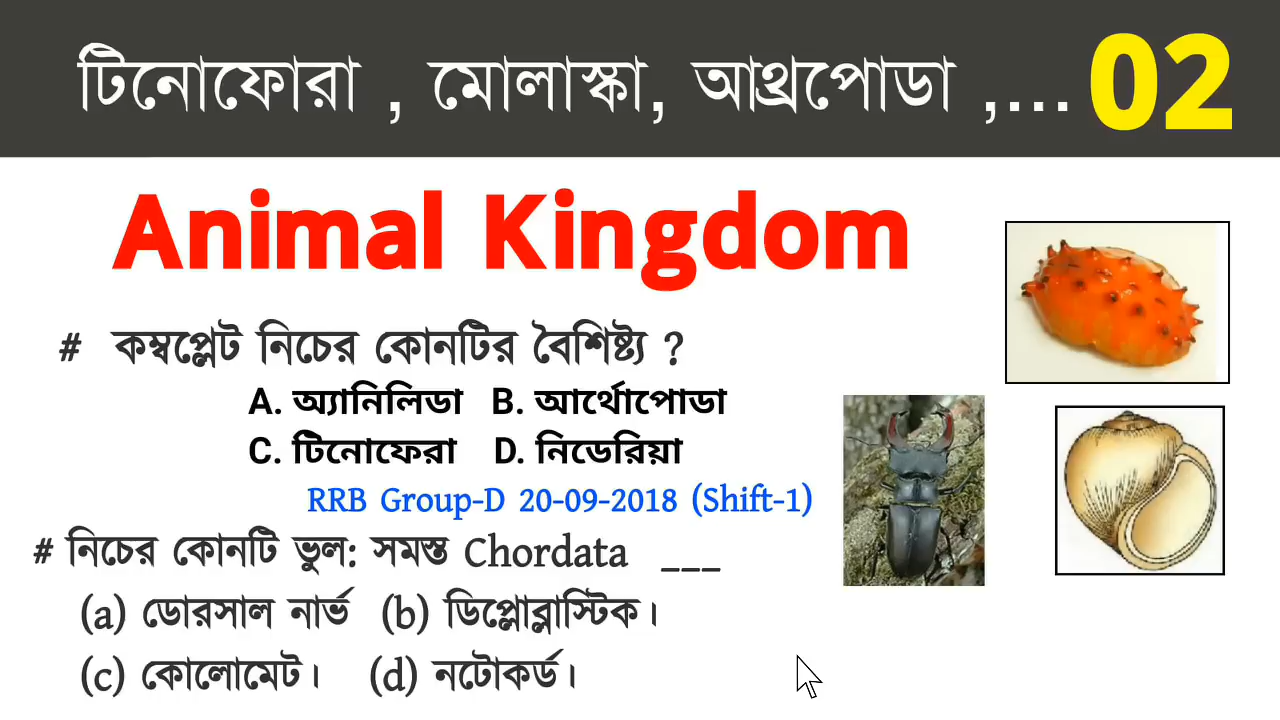 টিনোফোরা , মোলাস্কা, আথ্রপোডা ,... 02
Animal Kingdom
# কম্বপ্লেট নিচের কোনটির বৈশিষ্ট্য ?
A. অ্যানিলিডা B. আর্থোপোডা
C. টিনোফেরা D. নিডেরিয়া
RRB Group-D 20-09-2018 (Shift-1)
# নিচের কোনটি ভুল: সমস্ত Chordata ___
(a) ডোরসাল নার্ভ (b) ডিপ্লোব্লাস্টিক।
(c) কোলোমেট। (d) নটোকর্ড।